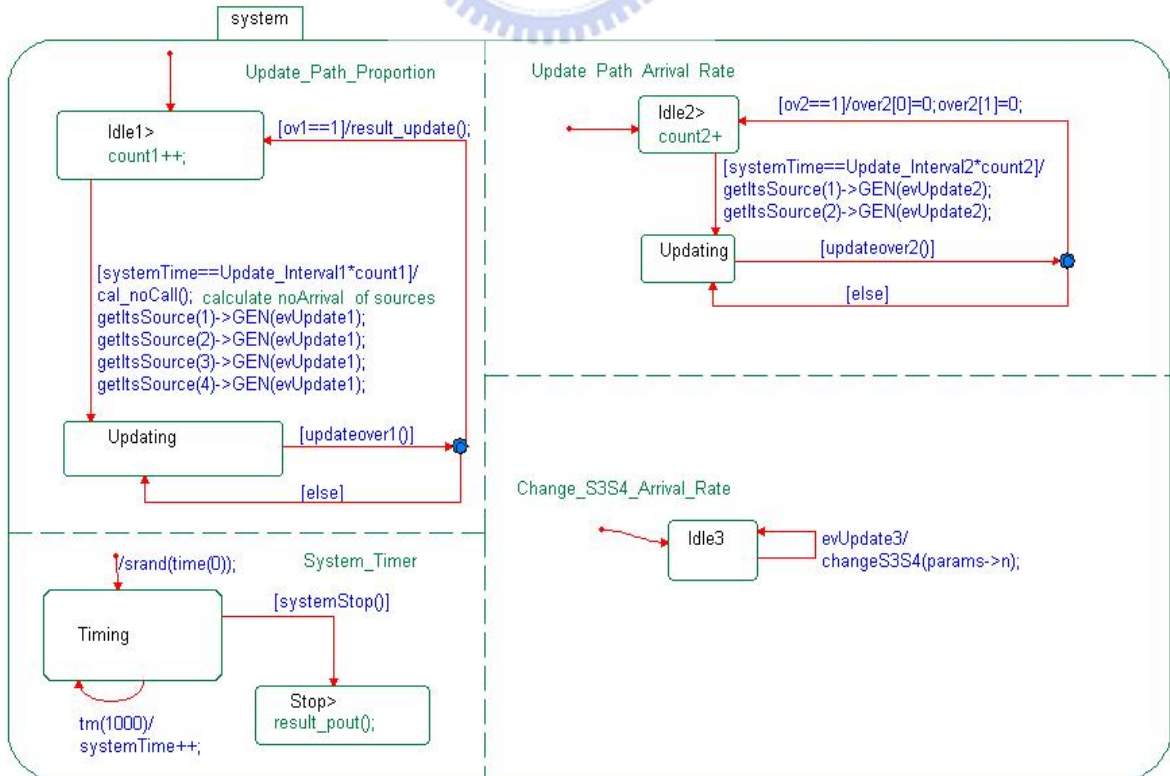 system
Update_Path_Proportion
Idle1>
count1++;
[ov1==1]/result_update();
[systemTime==Update_Interval1*count1]/
cal_noCall(); calculate noArrival of sources
getItsSource(1)->GEN(evUpdate1);
getItsSource(2)->GEN(evUpdate1);
getItsSource(3)->GEN(evUpdate1);
getItsSource(4)->GEN(evUpdate1);
Updating
[updateover1()]
[else]
Update Path Arrival Rate
Idle2>
count2+
[ov2==1]/over2[0]=0;over2[1]=0;
[systemTime==Update_Interval2*count2]/
getItsSource(1)->GEN(evUpdate2);
getItsSource(2)->GEN(evUpdate2);
Updating
[updateover2()]
[else]
System_Timer
/srand(time(0));
Timing
[systemStop()]
Stop>
result_pout();
tm(1000)/
systemTime++;
Change_S3S4_Arrival_Rate
Idle3
evUpdate3/
changeS3S4(params->n);